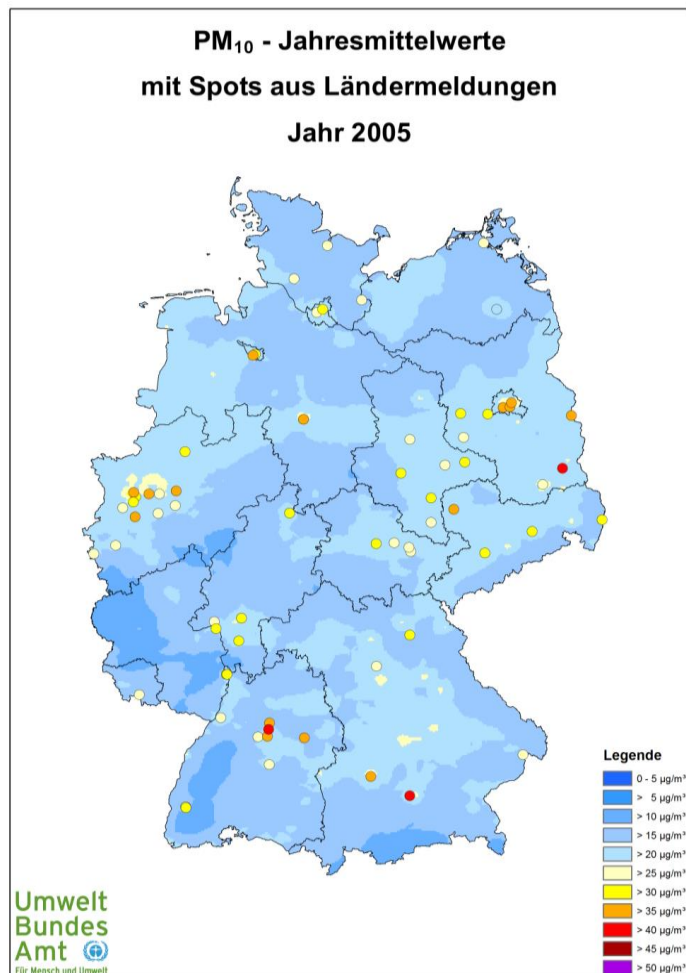 PM₁₀ - Jahresmittelwerte
mit Spots aus Ländermeldungen
Jahr 2005
Legende
0 - 5 µg/m³
> 5 µg/m³
> 10 µg/m³
> 15 µg/m³
> 20 µg/m³
> 25 µg/m³
> 30 µg/m³
> 35 µg/m³
> 40 µg/m³
> 45 µg/m³
> 50 µg/m³
Umwelt
Bundes
Amt
Für Mensch und Umwelt